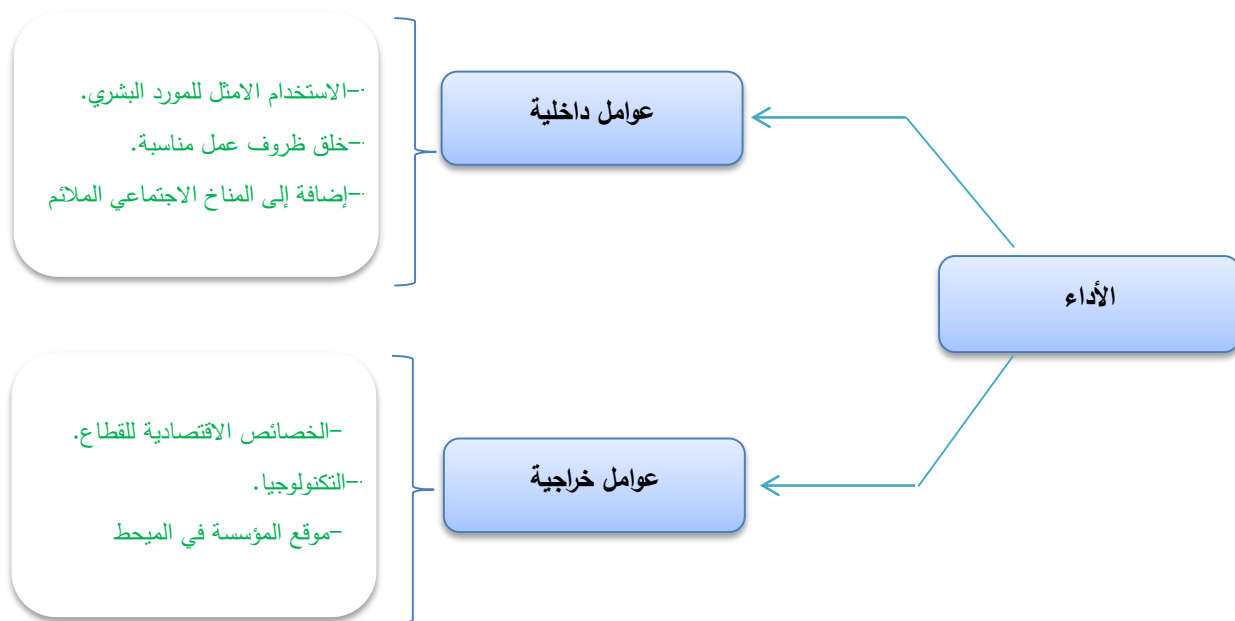 الأداء
عوامل داخلية
-الاستخدام الامثل للمورد البشري.
-خلق ظروف عمل مناسبة.
-إضافة إلى المناخ الاجتماعي الملائم
عوامل خراجية
-الخصائص الاقتصادية للقطاع.
-التكنولوجيا.
-موقع المؤسسة في الميحط